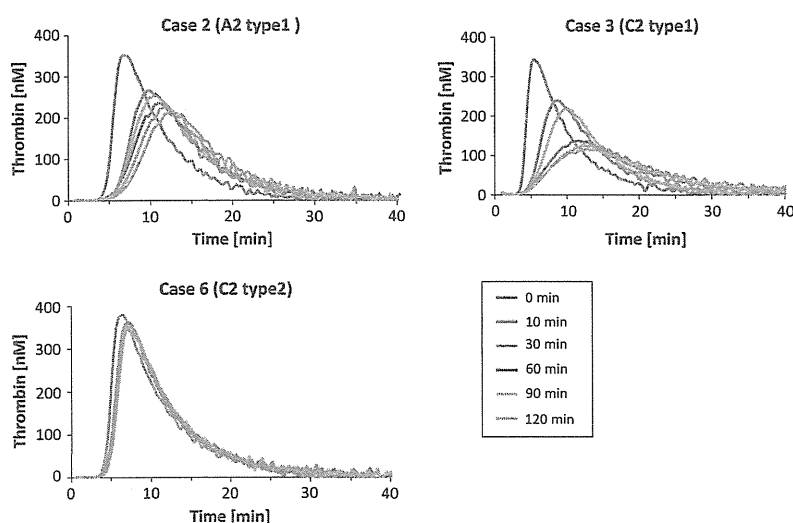 Case 2 (A2 type1 )
400
300
200
100
0
Thrombin [nM]
0 10 20 30 40
Time [min]
Case 3 (C2 type1)
400
300
200
100
0
Thrombin [nM]
0 10 20 30 40
Time [min]
Case 6 (C2 type2)
400
300
200
100
0
Thrombin [nM]
0 10 20 30 40
Time [min]
0 min
10 min
30 min
60 min
90 min
120 min